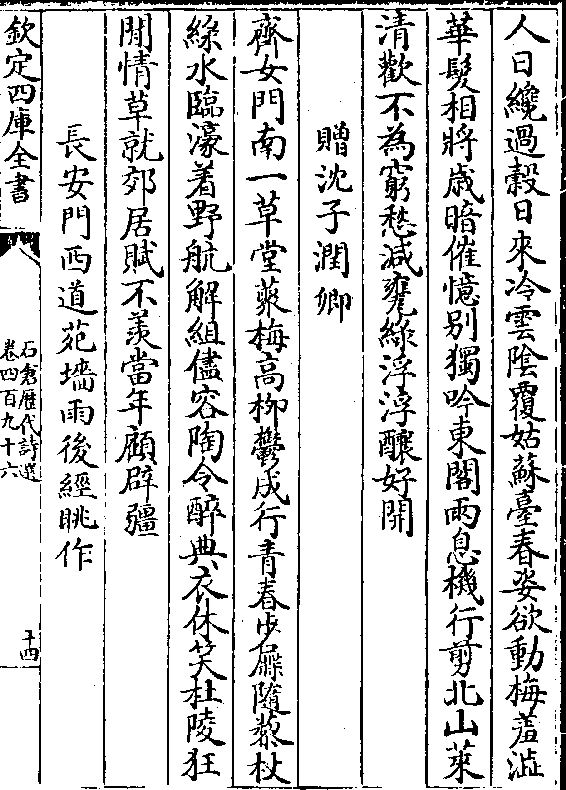 人日纔過穀日來冷雲陰覆姑蘇臺春姿欲動梅羞澁
華髪相將歳暗催憶别獨吟東閣雨息機行剪北山萊
清歡不為窮愁減甕綠浮浮釀好開
贈沈子潤卿
齊女門南一草堂蘂梅高柳鬱成行青春步屧隨藜杖
綠水臨濠着野航解組儘容陶令醉典衣休笑杜陵狂
閒情草就郊居賦不羨當年顧辟疆
長安門西道苑墻雨後經眺作
欽定四庫全書
石倉歴代詩選
卷四百九十六
十四